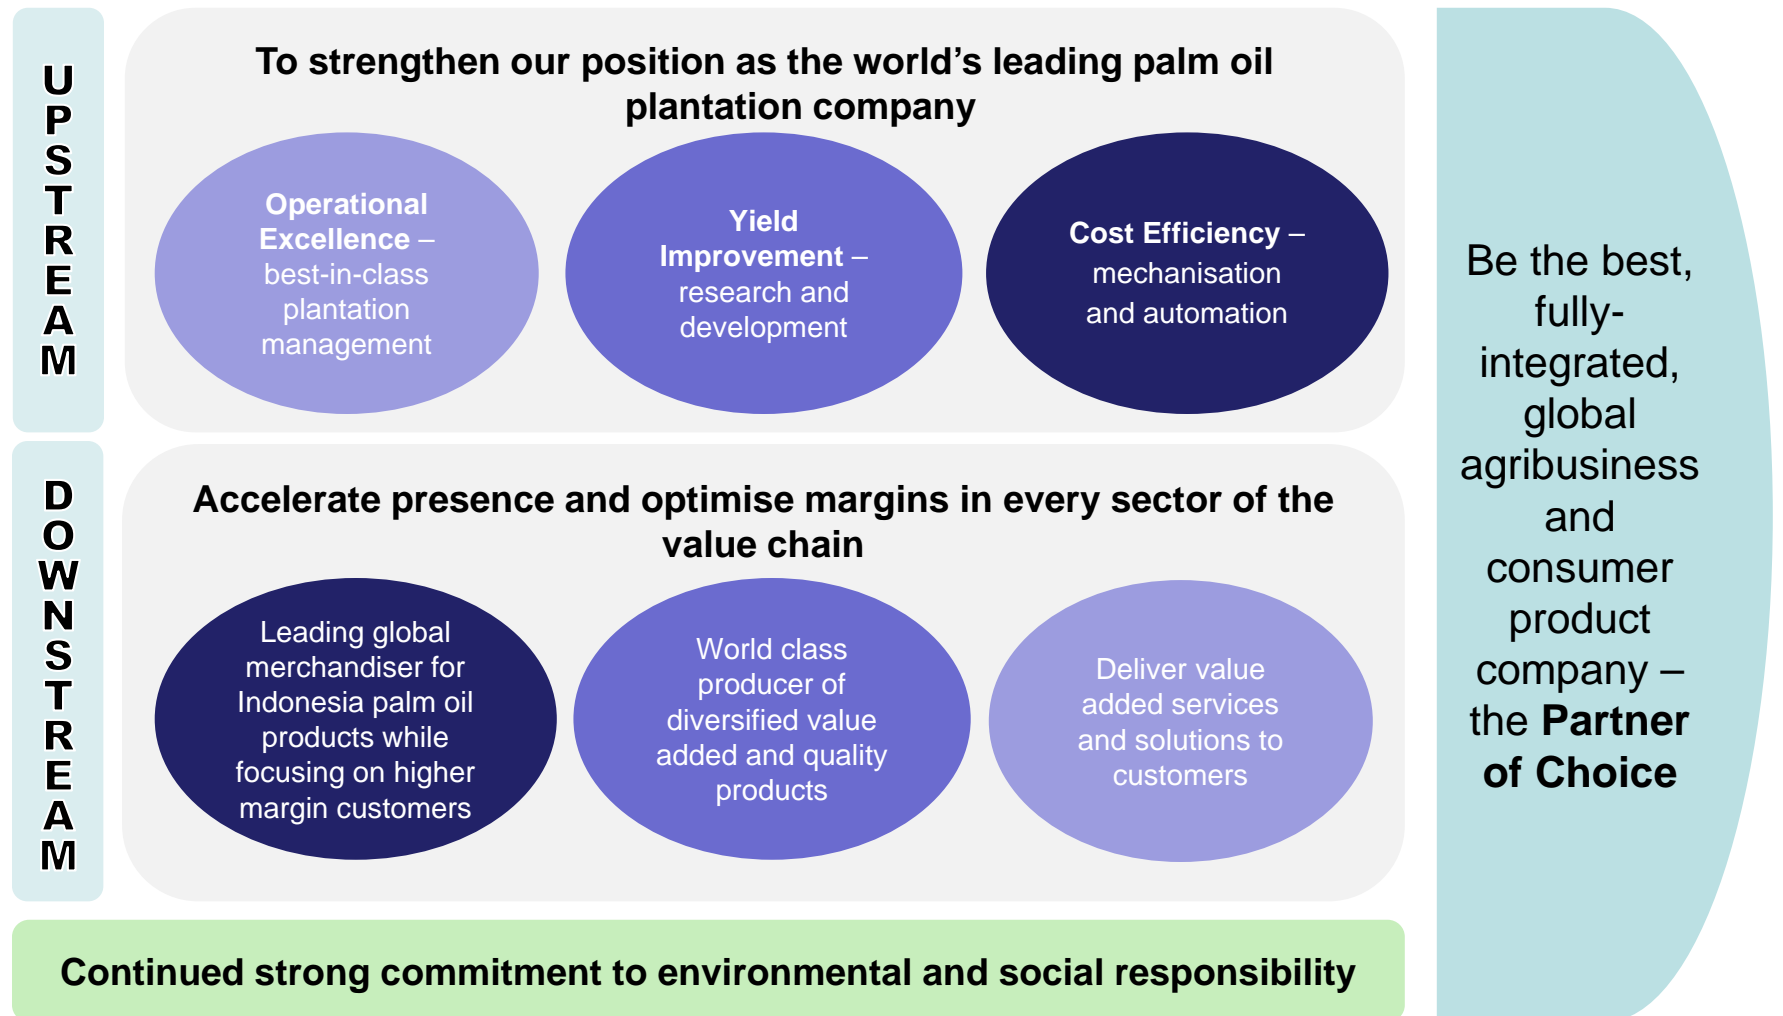 UPSTREAM
To strengthen our position as the world’s leading palm oil
plantation company
Operational
Excellence –
best-in-class
plantation
management
Yield
Improvement –
research and
development
Cost Efficiency –
mechanisation
and automation
DOWNSTREAM
Accelerate presence and optimise margins in every sector of the
value chain
Leading global
merchandiser for
Indonesia palm oil
products while
focusing on higher
margin customers
World class
producer of
diversified value
added and quality
products
Deliver value
added services
and solutions to
customers
Continued strong commitment to environmental and social responsibility
Be the best,
fully-
integrated,
global
agribusiness
and
consumer
product
company –
the Partner
of Choice